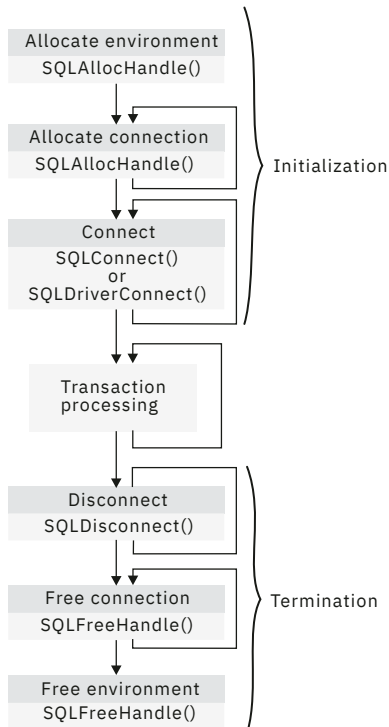 Allocate environment
SQLAllocHandle()
Allocate connection
SQLAllocHandle()
Initialization
Connect
SQLConnect()
or
SQLDriverConnect()
Transaction
processing
Disconnect
SQLDisconnect()
Free connection
Termination
SQLFreeHandle()
Free environment
SQLFreeHandle()